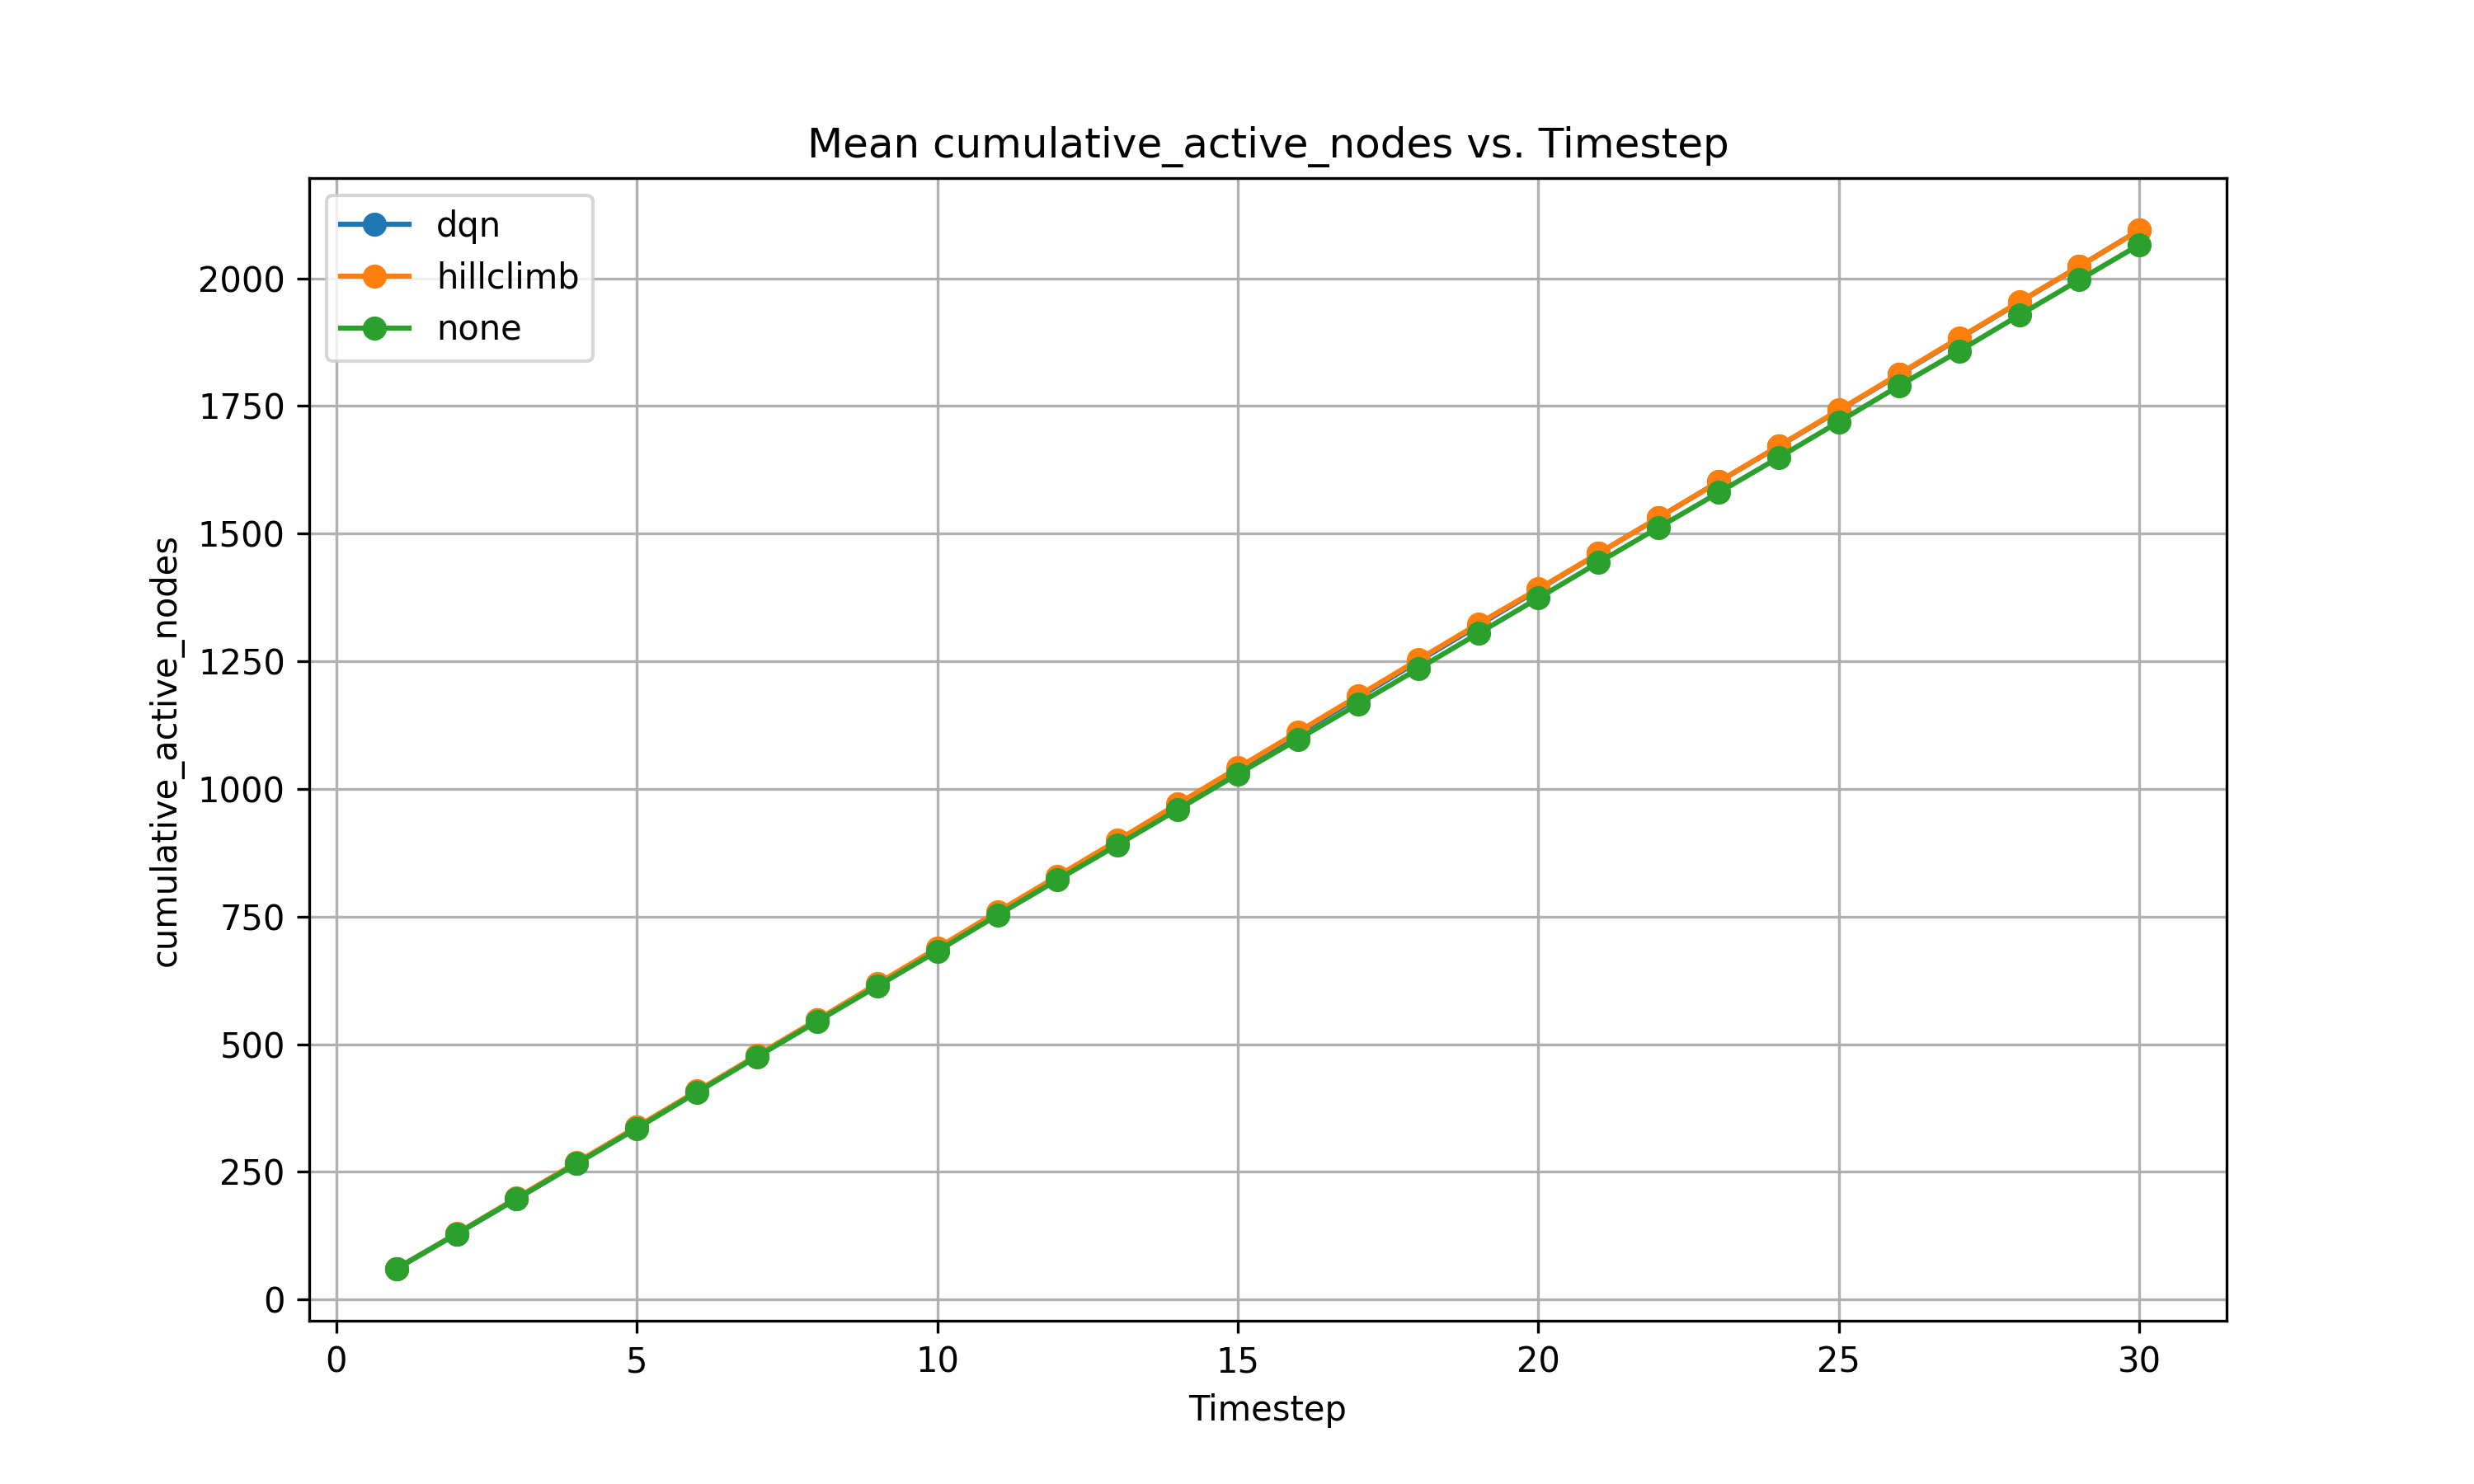 Mean cumulative_active_nodes vs. Timestep
dqn
hillclimb
none
cumulative_active_nodes
2000
1750
1500
1250
1000
750
500
250
0
0 5 10 15 20 25 30
Timestep